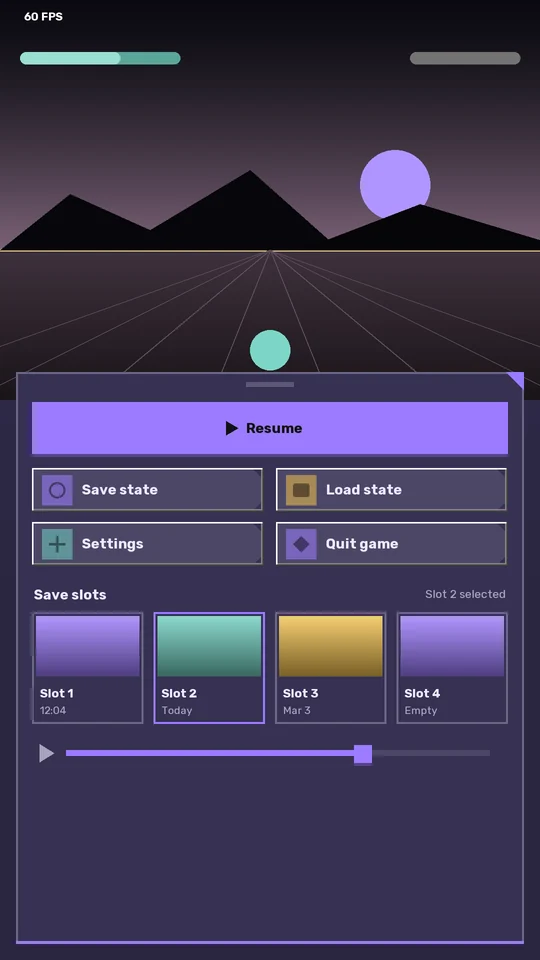 60 FPS
Resume
Save state
Load state
Settings
Quit game
Save slots
Slot 2 selected
Slot 1
12:04
Slot 2
Today
Slot 3
Mar 3
Slot 4
Empty